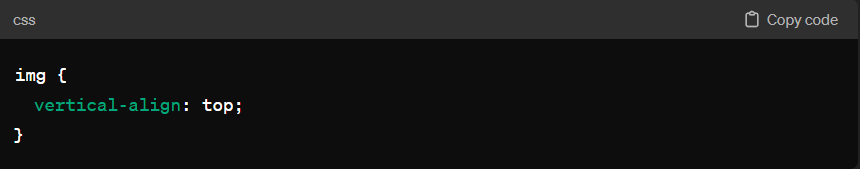 css Copy code
img {
  vertical-align: top;
}